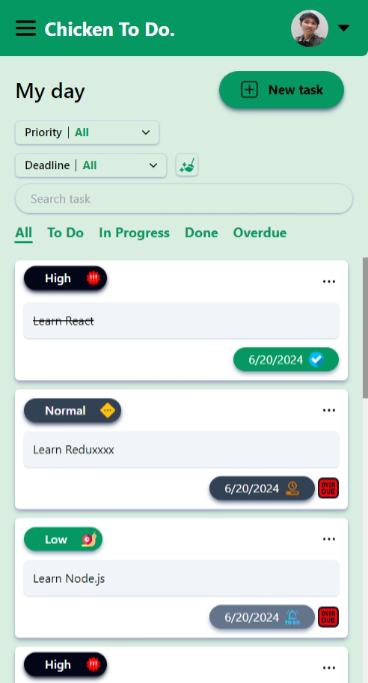 Chicken To Do.
My day
New task
Priority | All
Deadline | All
Search task
All To Do In Progress Done Overdue
High
Learn React
6/20/2024
Normal
Learn Reduxxxx
6/20/2024 OVER DUE
Low
Learn Node.js
6/20/2024 TO DO OVER DUE
High